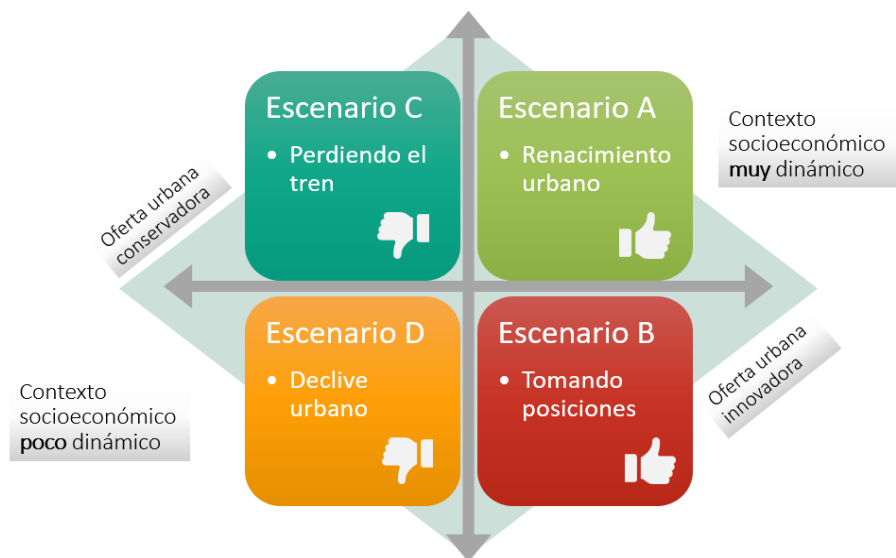 Escenario C
• Perdiendo el
tren
Escenario A
• Renacimiento
urbano
Contexto
socioeconómico
muy dinámico
Oferta urbana
conservadora
Escenario D
• Declive
urbano
Escenario B
• Tomando
posiciones
Oferta urbana
innovadora
Contexto
socioeconómico
poco dinámico